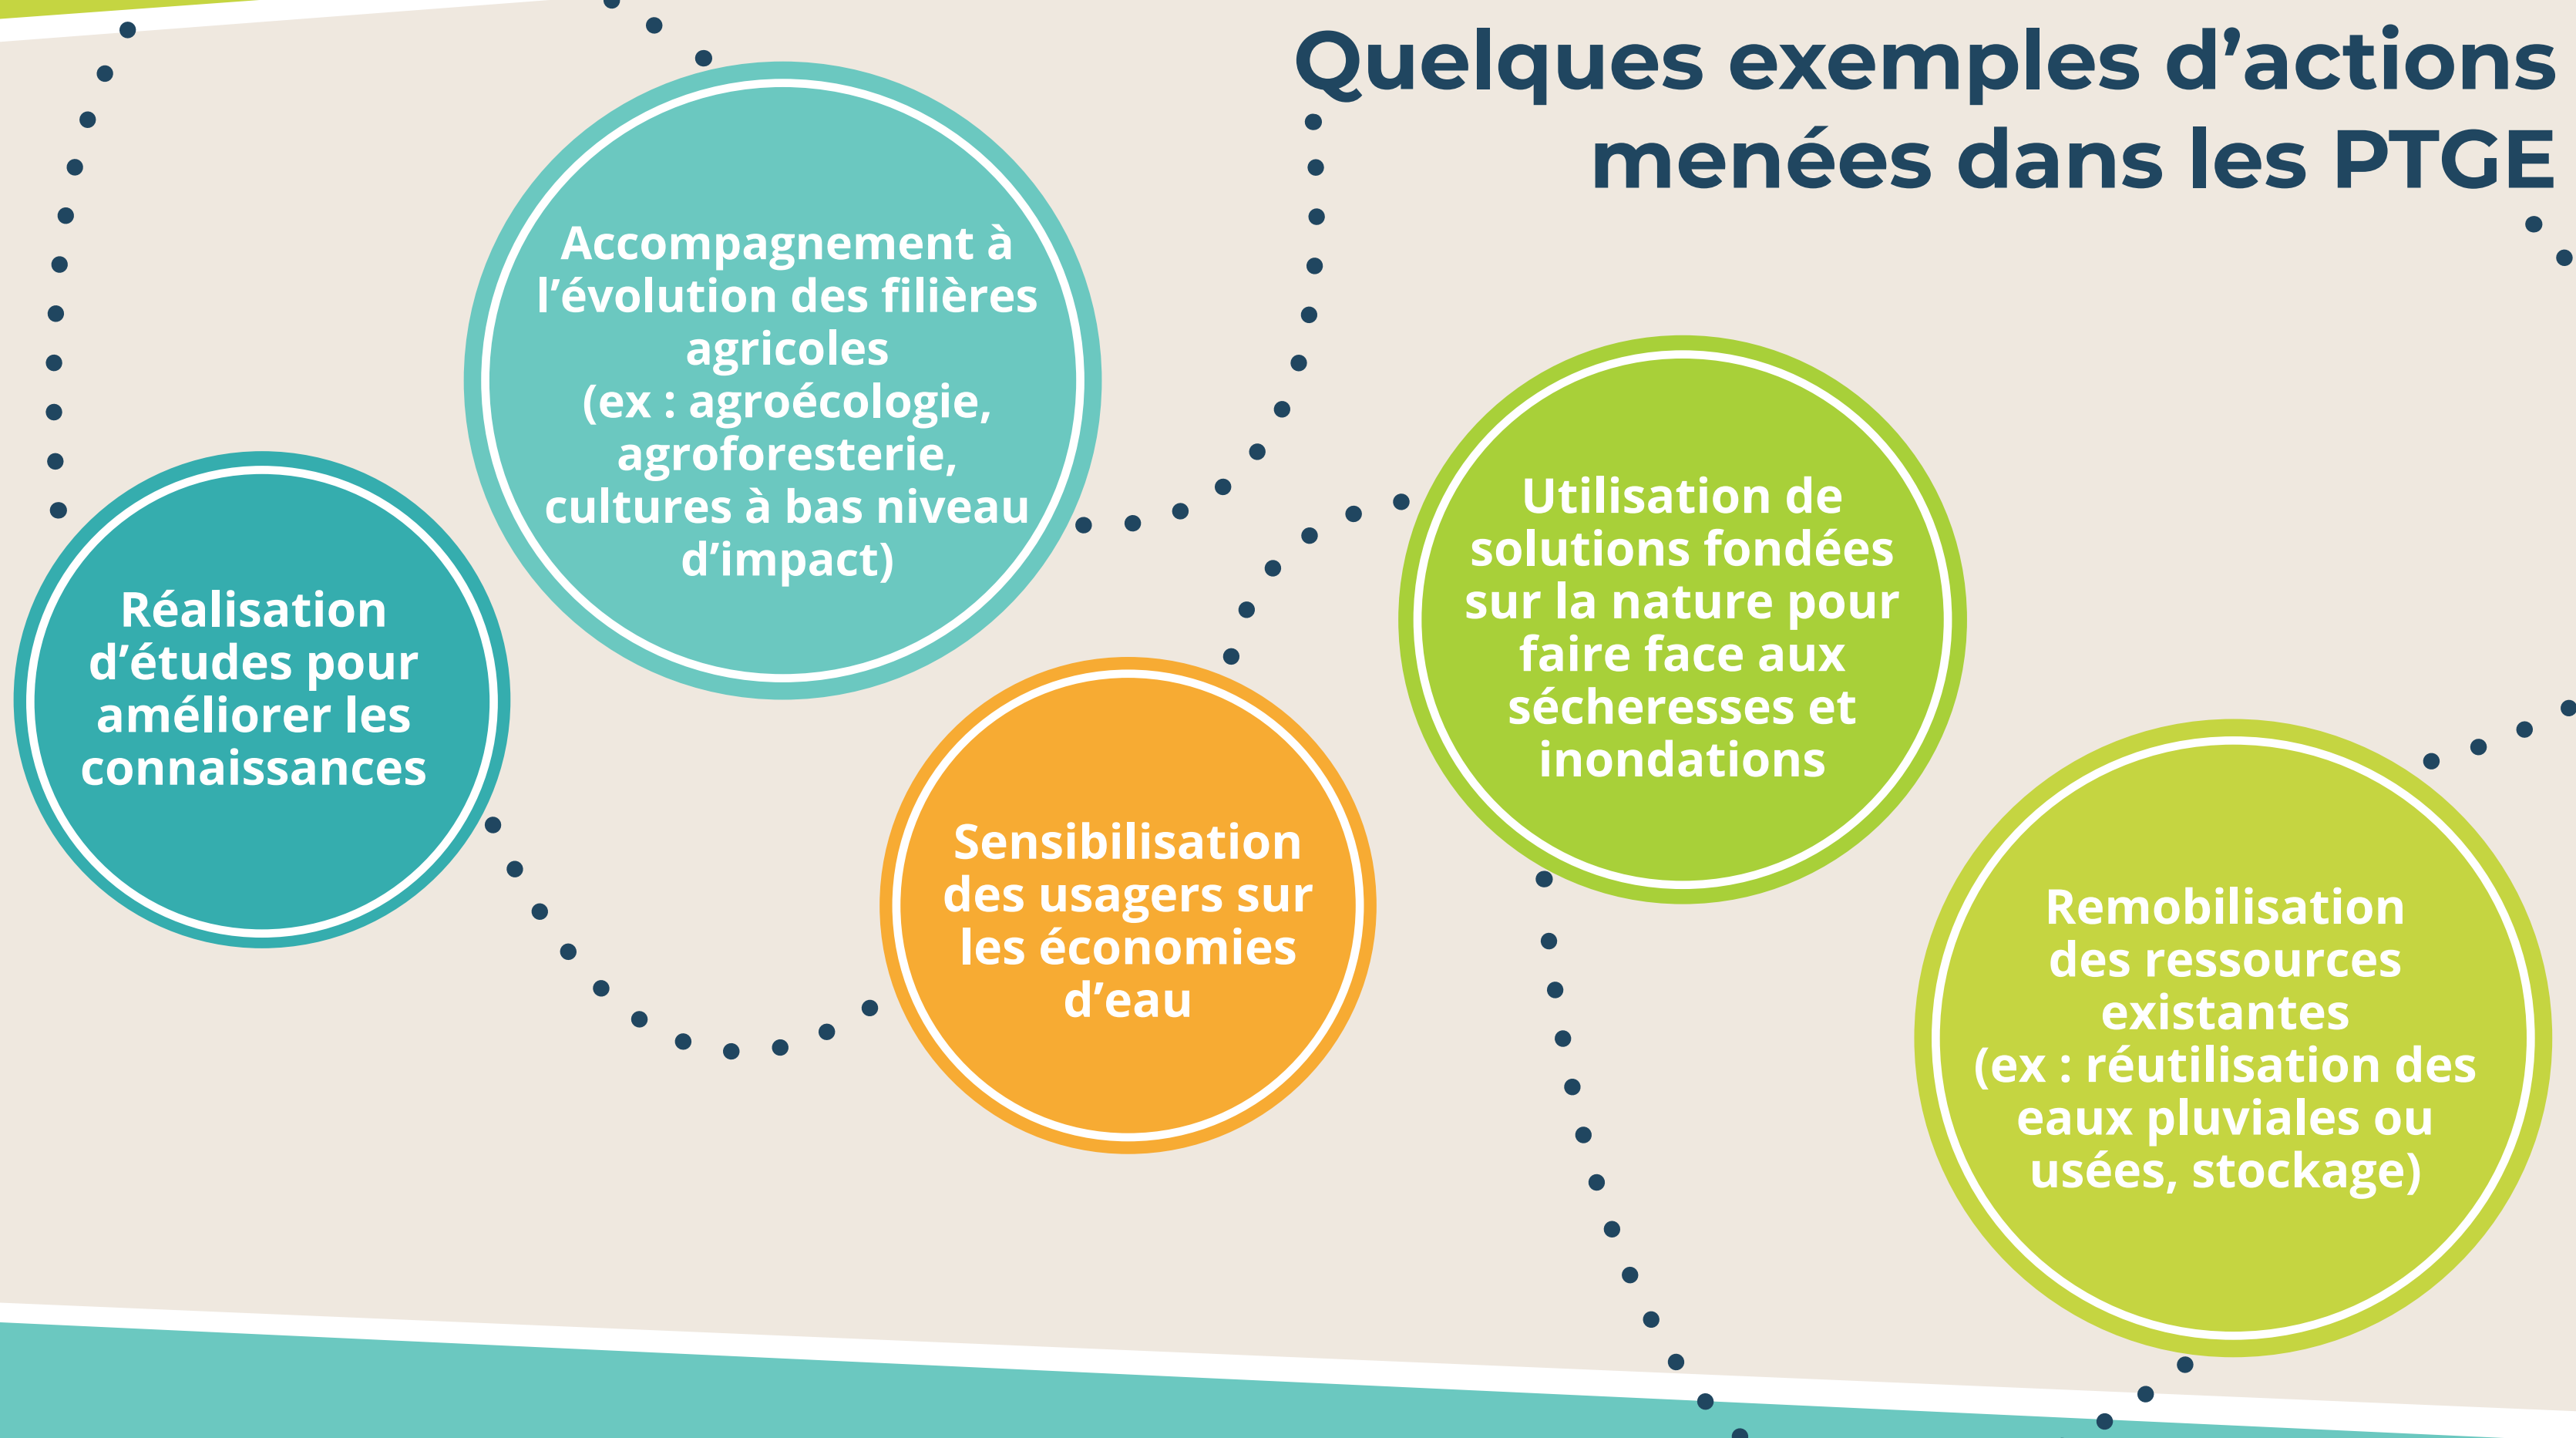 Quelques exemples d’actions
menées dans les PTGE
Accompagnement à
l’évolution des filières
agricoles
(ex : agroécologie,
agroforesterie,
cultures à bas niveau
d’impact)
Réalisation
d’études pour
améliorer les
connaissances
Sensibilisation
des usagers sur
les économies
d’eau
Utilisation de
solutions fondées
sur la nature pour
faire face aux
sécheresses et
inondations
Remobilisation
des ressources
existantes
(ex : réutilisation des
eaux pluviales ou
usées, stockage)